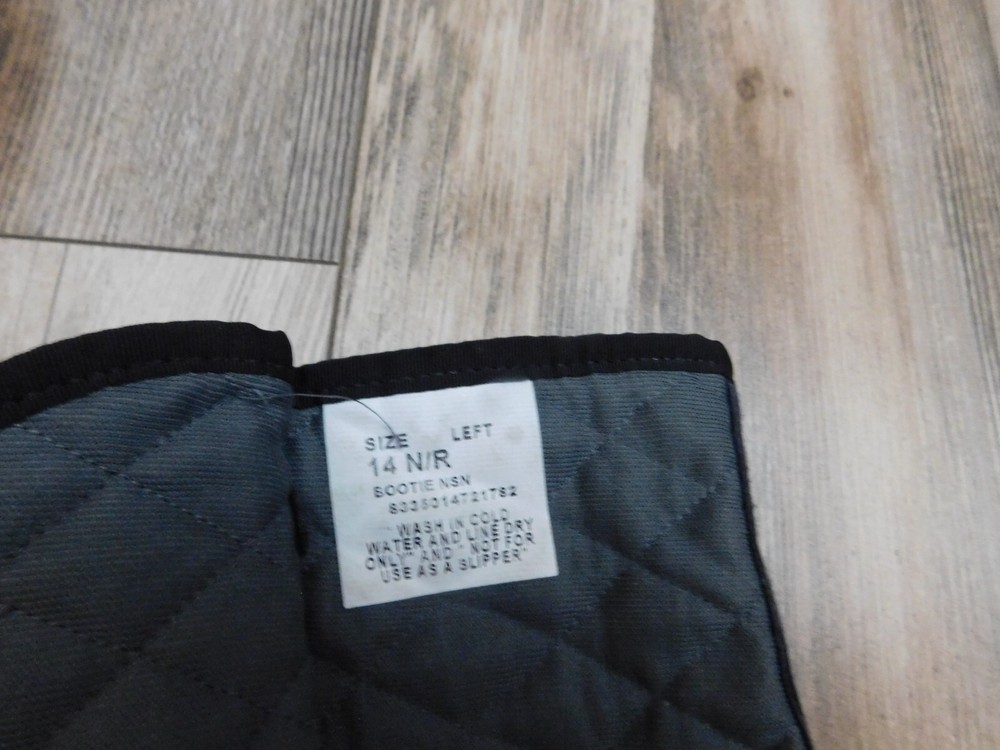 SIZE LEFT
14 N/R
BOOTIE NSN
8335014721782
" WASH IN COLD
WATER AND LINE DRY
ONLY" AND " NOT FOR
USE AS A SLIPPER"